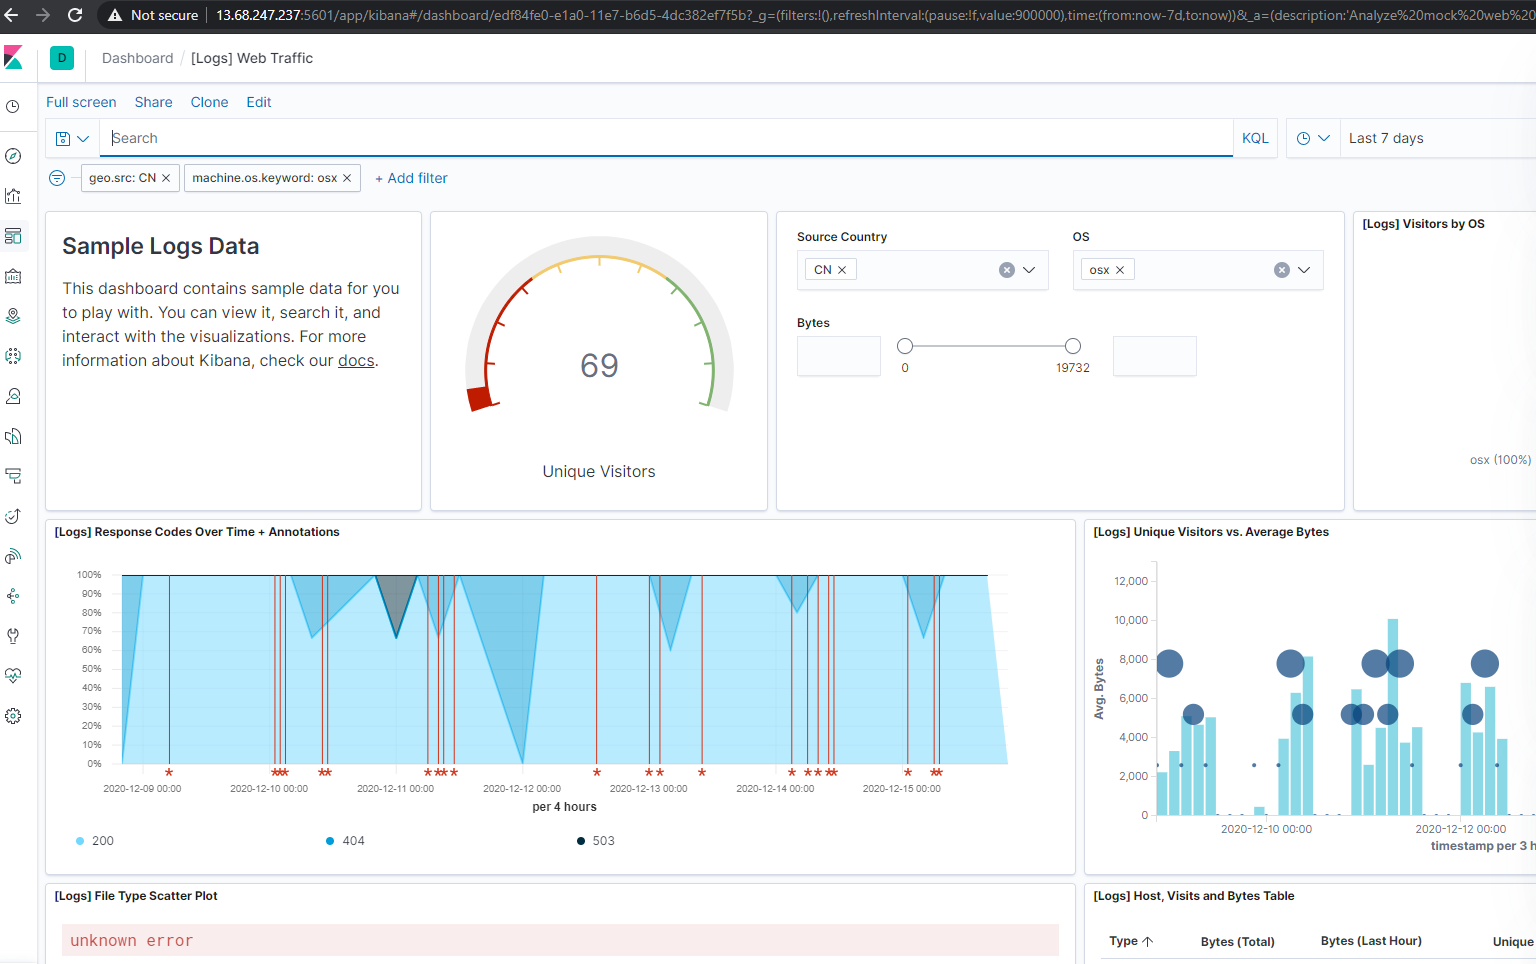 Not secure
13.68.247.237:5601/app/kibana#/dashboard/edf84fe0-e1a0-11e7-b6d5-4dc382ef7f5b?_g=(filters:!(),refreshInterval:(pause:!f,value:900000),time:(from:now-7d,to:now))&_a=(description:'Analyze%20mock%20web%20
D
Dashboard / [Logs] Web Traffic
Full screen Share Clone Edit
Search
KQL
Last 7 days
geo.src: CN
machine.os.keyword: osx
+ Add filter
Sample Logs Data
This dashboard contains sample data for you
to play with. You can view it, search it, and
interact with the visualizations. For more
information about Kibana, check our docs.
69
Unique Visitors
Source Country
CN
OS
osx
Bytes
0
19732
[Logs] Visitors by OS
osx (100%)
[Logs] Response Codes Over Time + Annotations
100%
90%
80%
70%
60%
50%
40%
30%
20%
10%
0%
2020-12-09 00:00 2020-12-10 00:00 2020-12-11 00:00 2020-12-12 00:00 2020-12-13 00:00 2020-12-14 00:00 2020-12-15 00:00
per 4 hours
200 404 503
[Logs] Unique Visitors vs. Average Bytes
Avg. Bytes
12,000
10,000
8,000
6,000
4,000
2,000
0
2020-12-10 00:00 2020-12-12 00:00
timestamp per 3 h
[Logs] File Type Scatter Plot
unknown error
[Logs] Host, Visits and Bytes Table
Type Bytes (Total) Bytes (Last Hour) Unique